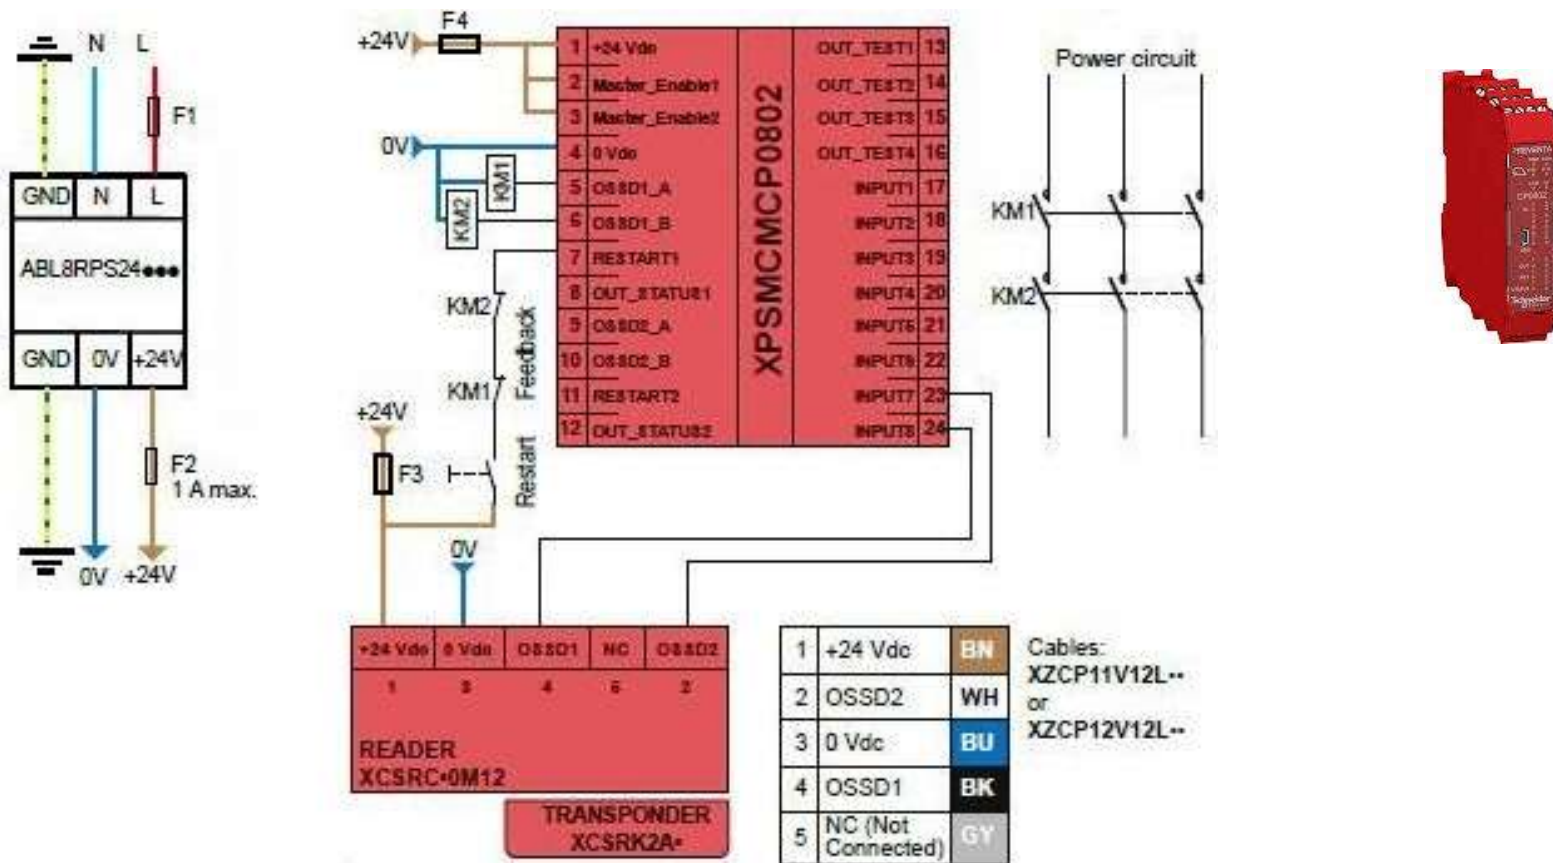 N L
F1
GND N L
ABL8RPS24•••
GND 0V +24V
F2
1 A max.
0V +24V
F4
+24V
0V
KM1
KM2
1 +24 Vdc
2 Master_Enable1
3 Master_Enable2
4 0 Vdc
5 OSSD1_A
6 OSSD1_B
7 RESTART1
8 OUT_STATUS1
9 OSSD2_A
10 OSSD2_B
11 RESTART2
12 OUT_STATUS2
XPSMCMCP0802
OUT_TEST1 13
OUT_TEST2 14
OUT_TEST3 15
OUT_TEST4 16
INPUT1 17
INPUT2 18
INPUT3 19
INPUT4 20
INPUT5 21
INPUT6 22
INPUT7 23
INPUT8 24
KM2
KM1
Feedback
Restart
+24V
F3
0V
Power circuit
KM1
KM2
CP0802
Schneider
+24 Vdc 0 Vdc OSSD1 NC OSSD2
1 3 4 5 2
READER
XCSRC•0M12
TRANSPONDER
XCSRK2A•
1 +24 Vdc BN
2 OSSD2 WH
3 0 Vdc BU
4 OSSD1 BK
5 NC (Not
Connected) GY
Cables:
XZCP11V12L••
or
XZCP12V12L••